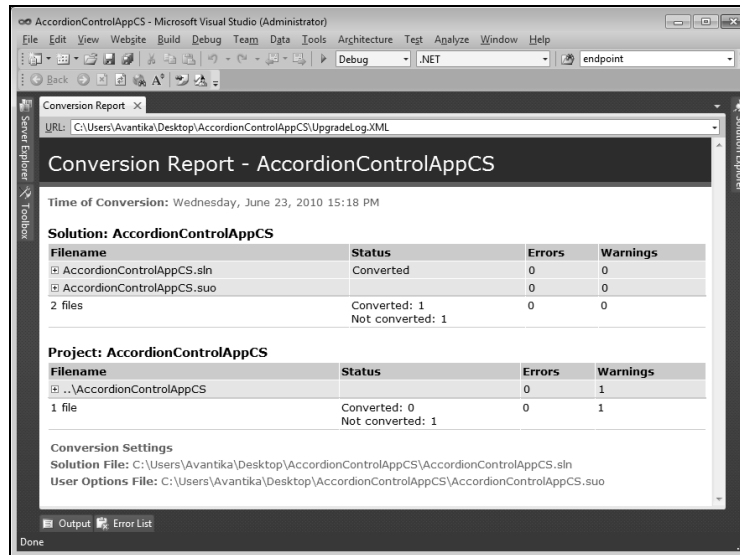 AccordionControlAppCS - Microsoft Visual Studio (Administrator)
File Edit View Website Build Debug Team Data Tools Architecture Test Analyze Window Help
Debug .NET endpoint
Back
Conversion Report
URL: C:\Users\Avantika\Desktop\AccordionControlAppCS\UpgradeLog.XML
Server Explorer
Toolbox
Solution Explorer
Conversion Report - AccordionControlAppCS
Time of Conversion: Wednesday, June 23, 2010 15:18 PM
Solution: AccordionControlAppCS
Filename Status Errors Warnings
AccordionControlAppCS.sln Converted 0 0
AccordionControlAppCS.suo 0 0
2 files Converted: 1 0 0
Not converted: 1
Project: AccordionControlAppCS
Filename Status Errors Warnings
..\AccordionControlAppCS 0 1
1 file Converted: 0 0 1
Not converted: 1
Conversion Settings
Solution File: C:\Users\Avantika\Desktop\AccordionControlAppCS\AccordionControlAppCS.sln
User Options File: C:\Users\Avantika\Desktop\AccordionControlAppCS\AccordionControlAppCS.suo
Output Error List
Done